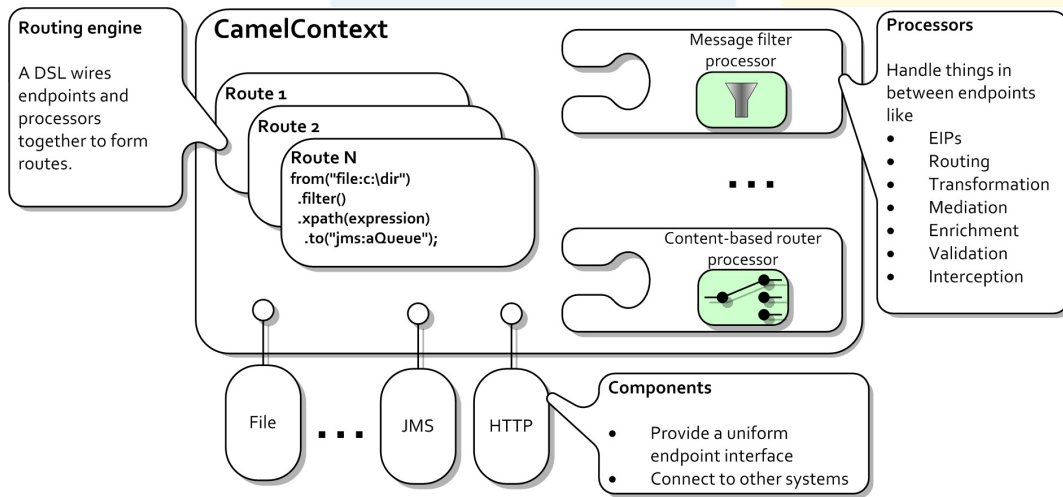 Routing engine
A DSL wires
endpoints and
processors
together to form
routes.
CamelContext
Route 1
Route 2
Route N
from("file:c:\dir")
.filter()
.xpath(expression)
.to("jms:aQueue");
Message filter
processor
...
Content-based router
processor
Processors
Handle things in
between endpoints
like
• EIPs
• Routing
• Transformation
• Mediation
• Enrichment
• Validation
• Interception
File
...
JMS
HTTP
Components
• Provide a uniform
endpoint interface
• Connect to other systems